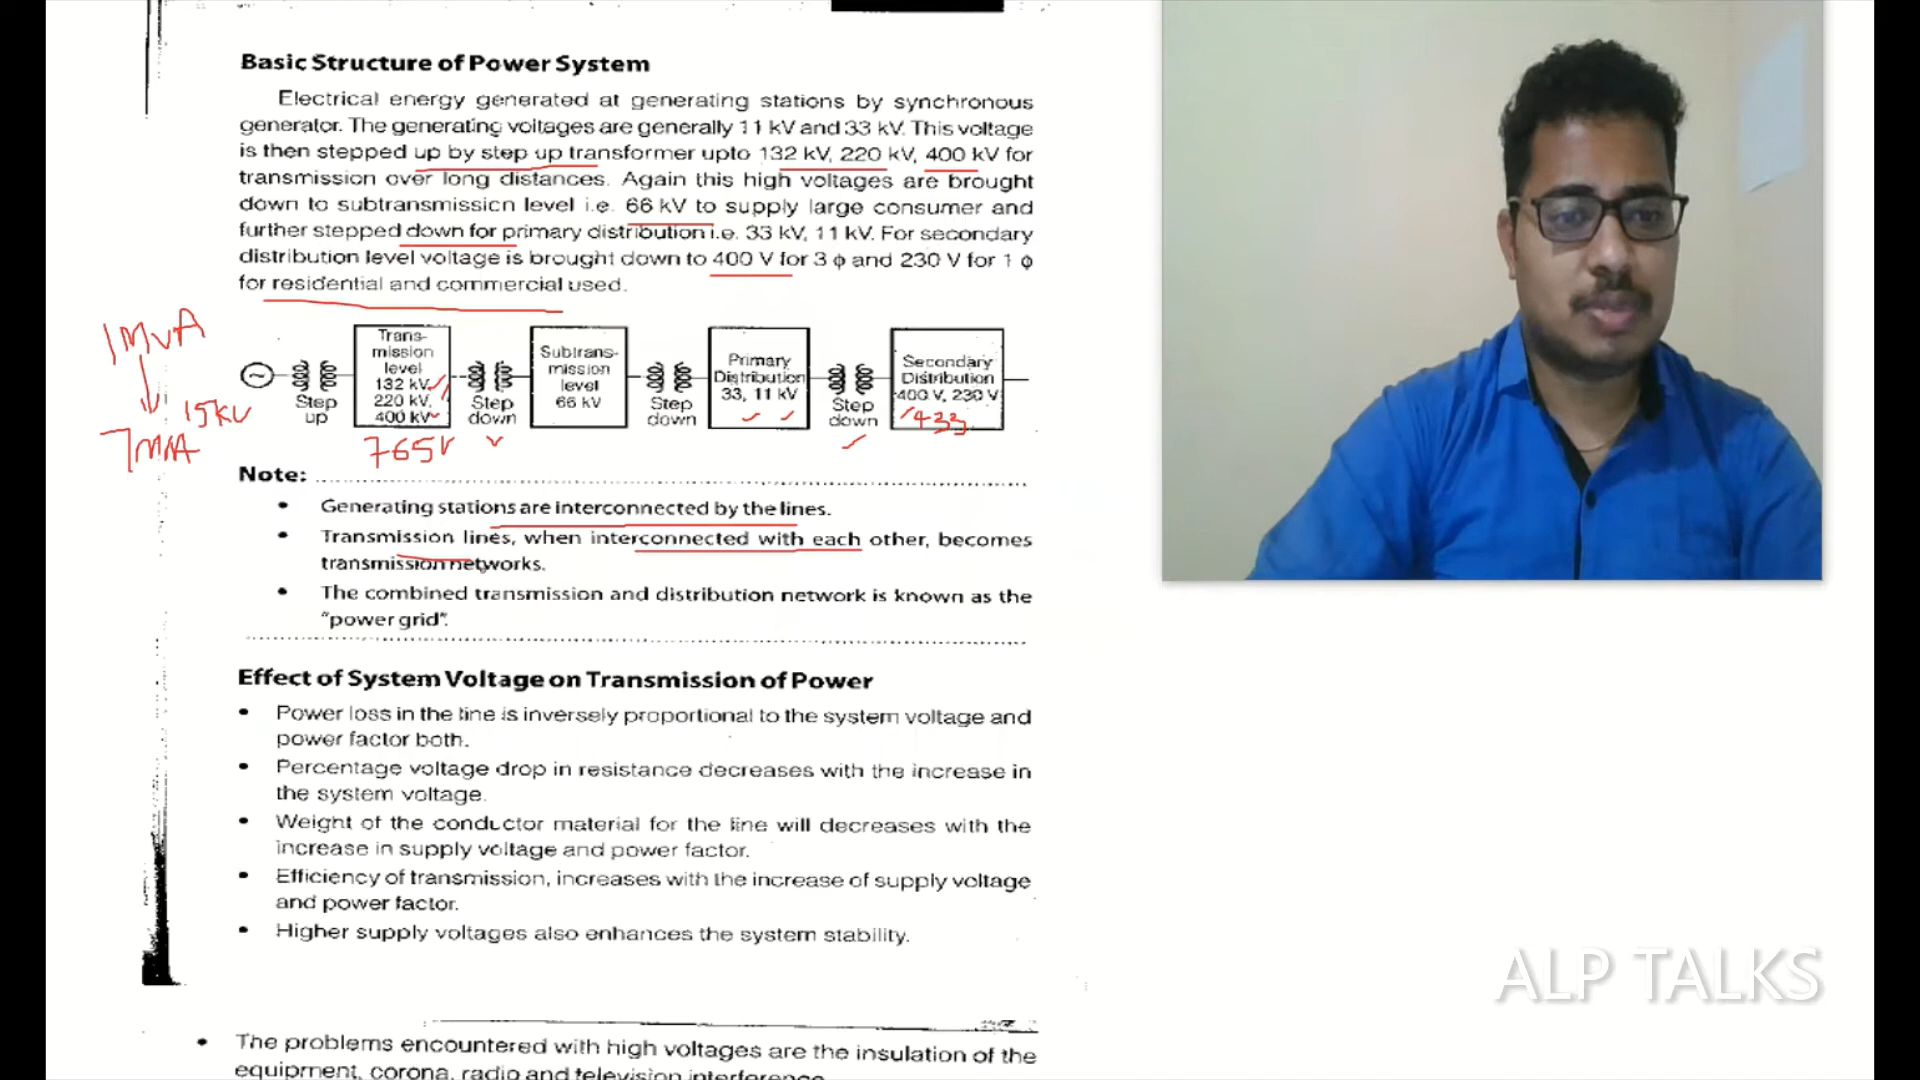 Basic Structure of Power System
Electrical energy generated at generating stations by synchronous
generator. The generating voltages are generally 11 kV and 33 kV. This voltage
is then stepped up by step up transformer upto 132 kV, 220 kV, 400 kV for
transmission over long distances. Again this high voltages are brought
down to subtransmission level i.e. 66 kV to supply large consumer and
further stepped down for primary distribution i.e. 33 kV, 11 kV. For secondary
distribution level voltage is brought down to 400 V for 3 ϕ and 230 V for 1 ϕ
for residential and commercial used.
1MVA
15kV
Step
up
Trans-
mission
level
132 kV
220 kV,
400 kV
765
Step
down
Subtrans-
mission
level
66 kV
Step
down
Primary
Distribution
33, 11 kV
Step
down
Secondary
Distribution
400 V, 230 V
433
Note:
• Generating stations are interconnected by the lines.
• Transmission lines, when interconnected with each other, becomes
transmission networks.
• The combined transmission and distribution network is known as the
"power grid".
Effect of System Voltage on Transmission of Power
• Power loss in the line is inversely proportional to the system voltage and
power factor both.
• Percentage voltage drop in resistance decreases with the increase in
the system voltage.
• Weight of the conductor material for the line will decreases with the
increase in supply voltage and power factor.
• Efficiency of transmission, increases with the increase of supply voltage
and power factor.
• Higher supply voltages also enhances the system stability.
• The problems encountered with high voltages are the insulation of the
equipment, corona, radio and television interference
ALP TALKS